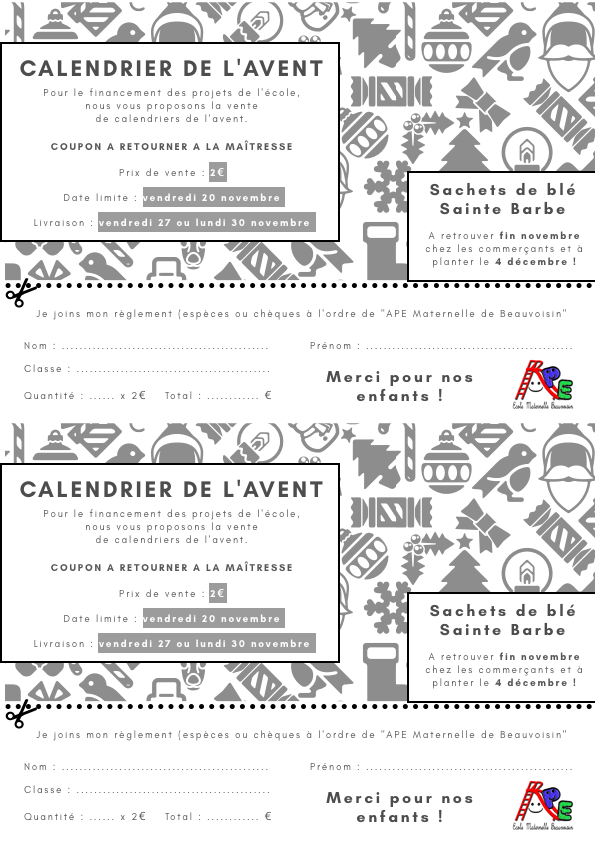 CALENDRIER DE L'AVENT
Pour le financement des projets de l'école,
nous vous proposons la vente
de calendriers de l'avent.
COUPON A RETOURNER A LA MAÎTRESSE
Prix de vente : 2€
Date limite : vendredi 20 novembre
Livraison : vendredi 27 ou lundi 30 novembre
Sachets de blé
Sainte Barbe
A retrouver fin novembre
chez les commerçants et à
planter le 4 décembre !
Je joins mon règlement (espèces ou chèques à l'ordre de "APE Maternelle de Beauvoisin"
Nom : ..........................................
Prénom : ..........................................
Classe : .......................................
Quantité : ...... x 2€ Total : ............ €
Merci pour nos
enfants !
APE
Ecole Maternelle Beauvoisin
CALENDRIER DE L'AVENT
Pour le financement des projets de l'école,
nous vous proposons la vente
de calendriers de l'avent.
COUPON A RETOURNER A LA MAÎTRESSE
Prix de vente : 2€
Date limite : vendredi 20 novembre
Livraison : vendredi 27 ou lundi 30 novembre
Sachets de blé
Sainte Barbe
A retrouver fin novembre
chez les commerçants et à
planter le 4 décembre !
Je joins mon règlement (espèces ou chèques à l'ordre de "APE Maternelle de Beauvoisin"
Nom : ..........................................
Prénom : ..........................................
Classe : .......................................
Quantité : ...... x 2€ Total : ............ €
Merci pour nos
enfants !
APE
Ecole Maternelle Beauvoisin